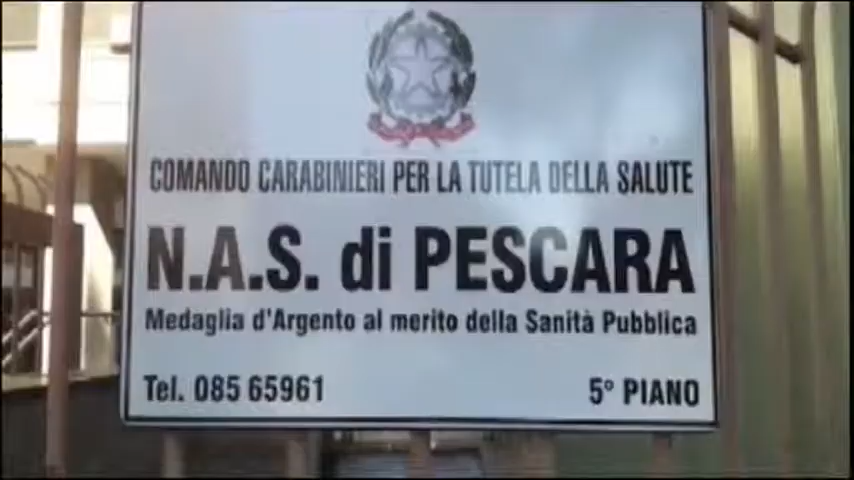 COMANDO CARABINIERI PER LA TUTELA DELLA SALUTE
N.A.S. di PESCARA
Medaglia d'Argento al merito della Sanità Pubblica
Tel. 085 65961
5° PIANO